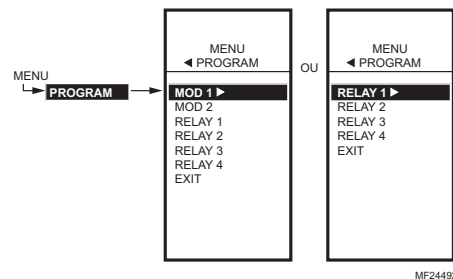 MENU
PROGRAM
MENU
◄ PROGRAM
MOD 1 ►
MOD 2
RELAY 1
RELAY 2
RELAY 3
RELAY 4
EXIT
OU
MENU
◄ PROGRAM
RELAY 1 ►
RELAY 2
RELAY 3
RELAY 4
EXIT